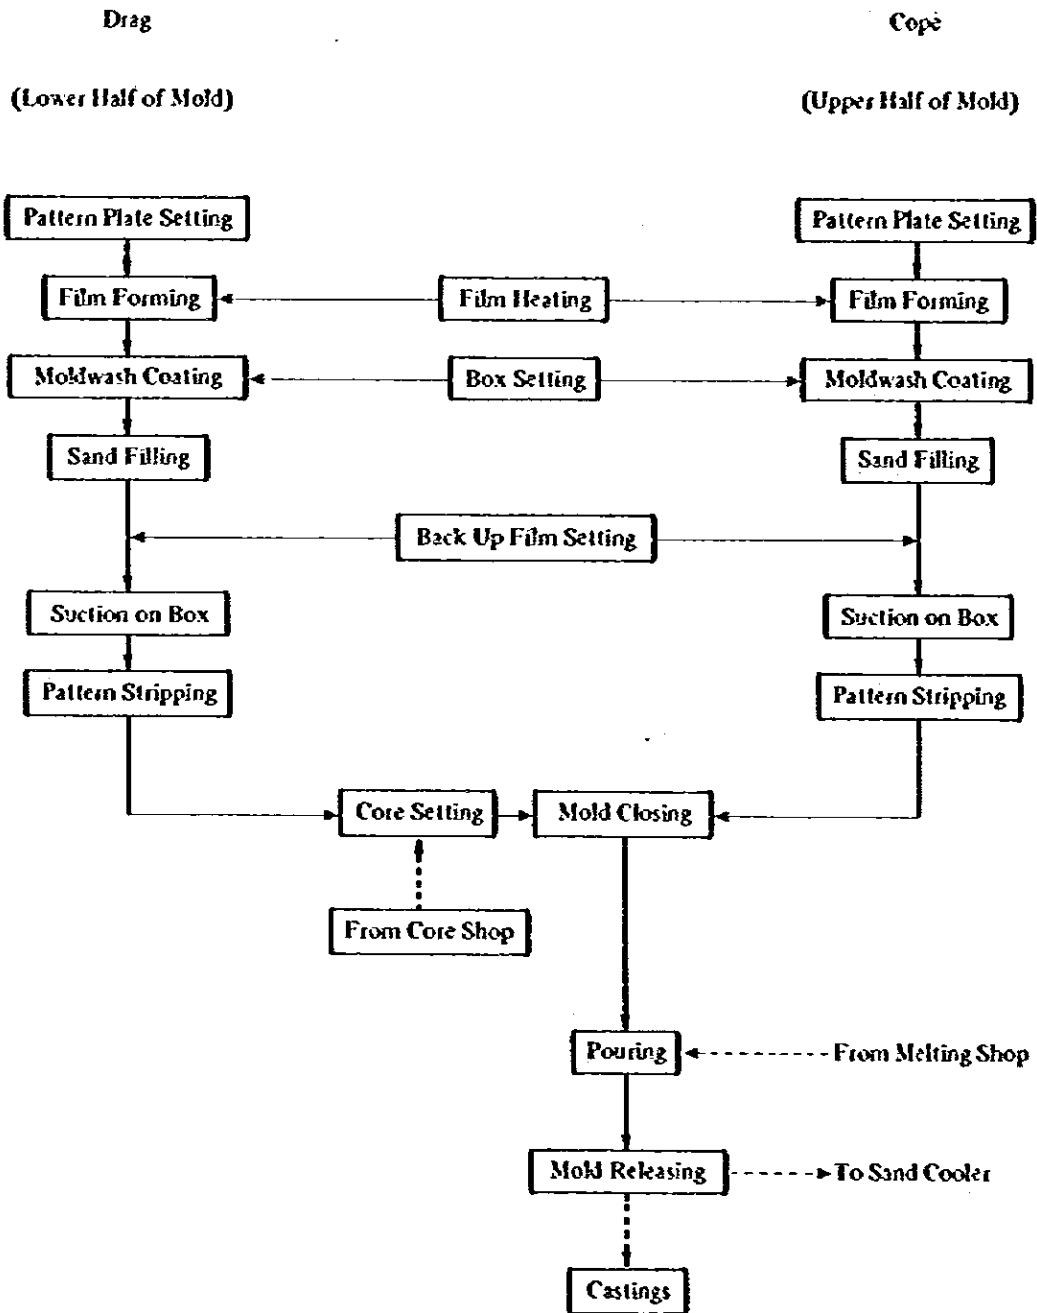 Drag
Cope
(Lower Half of Mold)
(Upper Half of Mold)
Pattern Plate Setting
Pattern Plate Setting
Film Forming
Film Heating
Film Forming
Moldwash Coating
Box Setting
Moldwash Coating
Sand Filling
Sand Filling
Back Up Film Setting
Suction on Box
Suction on Box
Pattern Stripping
Pattern Stripping
Core Setting
Mold Closing
From Core Shop
Pouring
From Melting Shop
Mold Releasing
To Sand Cooler
Castings